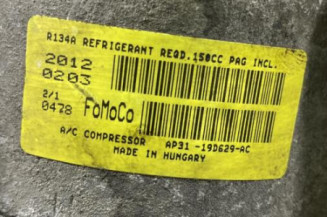 R134A REFRIGERANT REQD.150CC PAG INCL.
2012
0203
2/1
0478 FoMoCo
A/C COMPRESSOR AP31 -19D629-AC
MADE IN HUNGARY